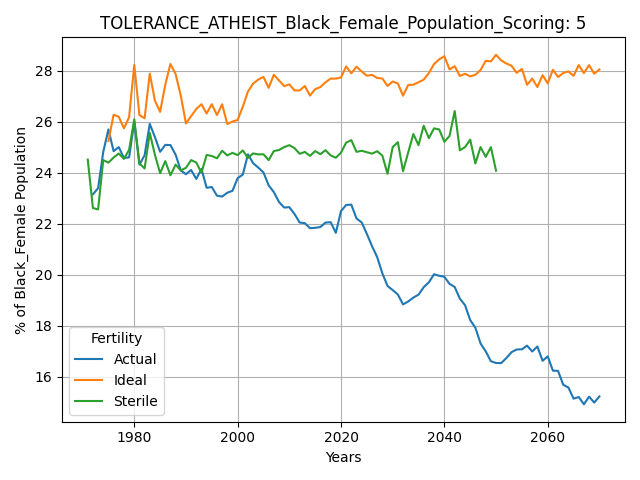 TOLERANCE_ATHEIST_Black_Female_Population_Scoring: 5
% of Black_Female Population
28
26
24
22
20
18
16
Fertility
Actual
Ideal
Sterile
1980 2000 2020 2040 2060
Years